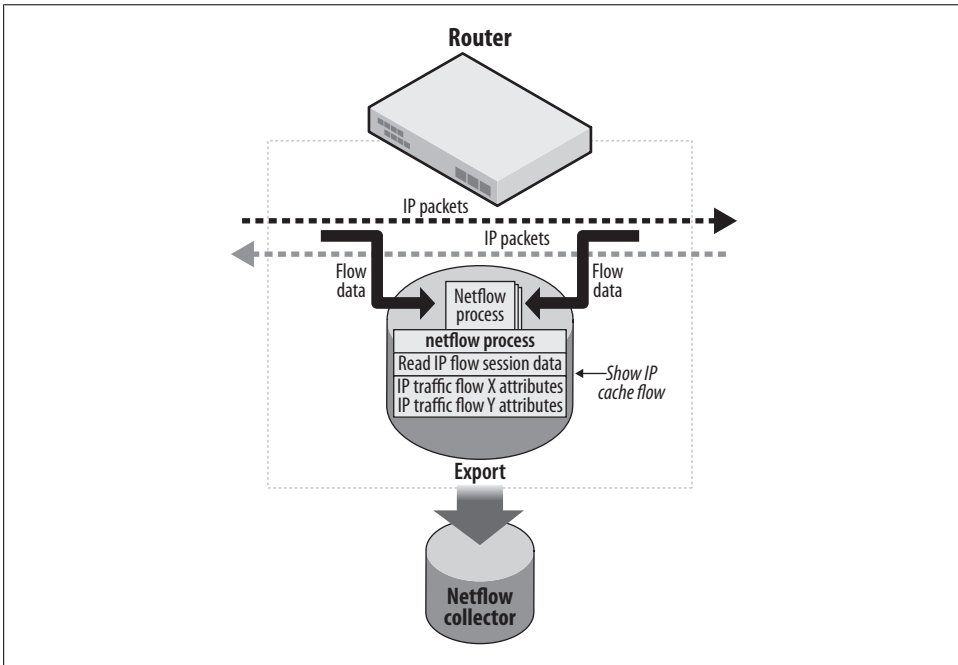 Router
IP packets
IP packets
Flow
data
Flow
data
Netflow
process
netflow process
Read IP flow session data
IP traffic flow X attributes
IP traffic flow Y attributes
Show IP
cache flow
Export
Netflow
collector